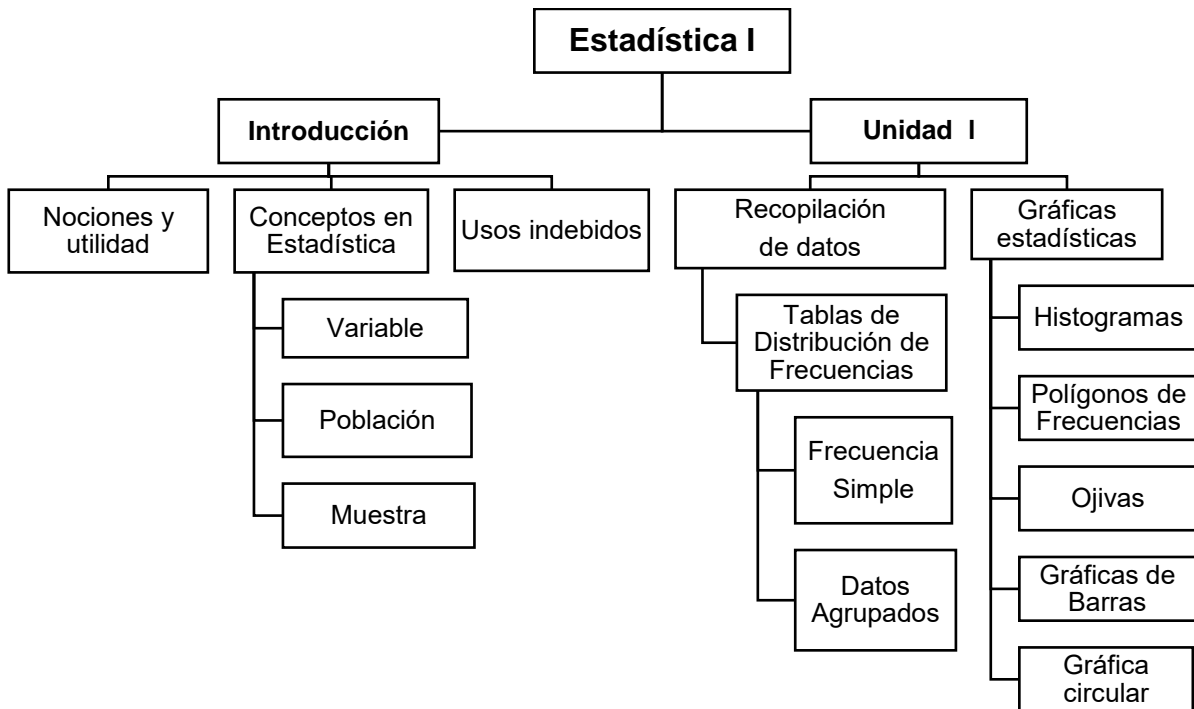 Estadística I
Introducción
Unidad I
Nociones y
utilidad
Conceptos en
Estadística
Usos indebidos
Recopilación
de datos
Gráficas
estadísticas
Variable
Población
Muestra
Tablas de
Distribución de
Frecuencias
Frecuencia
Simple
Datos
Agrupados
Histogramas
Polígonos de
Frecuencias
Ojivas
Gráficas de
Barras
Gráfica
circular